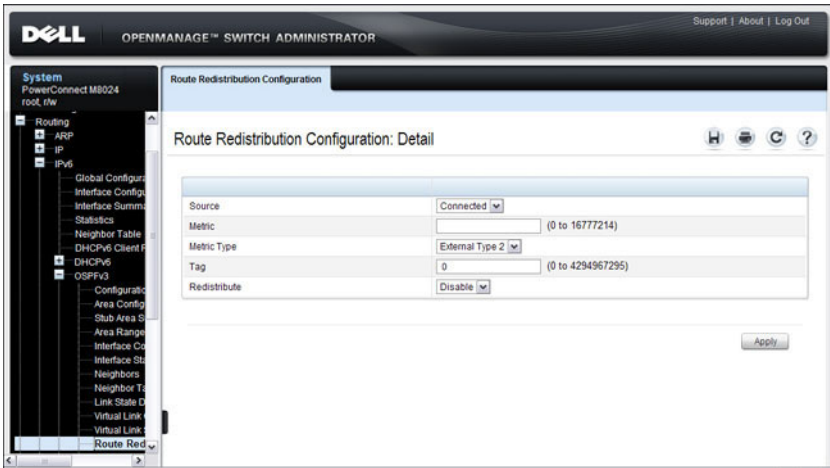 Support | About | Log Out
DELL OPENMANAGE™ SWITCH ADMINISTRATOR
System
PowerConnect M8024
root, r/w
Route Redistribution Configuration
Routing
ARP
IP
IPv6
Global Configura
Interface Configu
Interface Summa
Statistics
Neighbor Table
DHCPv6 Client P
DHCPv6
OSPFv3
Configuratio
Area Config
Stub Area S
Area Range
Interface Co
Interface Sta
Neighbors
Neighbor Ta
Link State D
Virtual Link
Virtual Link
Route Red
Route Redistribution Configuration: Detail
Source Connected
Metric (0 to 16777214)
Metric Type External Type 2
Tag 0 (0 to 4294967295)
Redistribute Disable
Apply